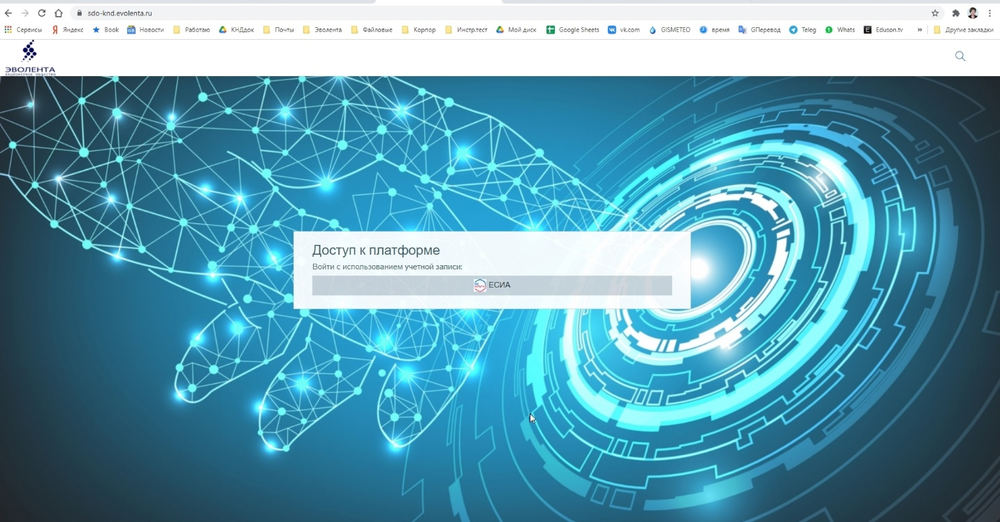 sdo-knd.evolenta.ru
Сервисы Яндекс Book Новости Работаю КНДдок Почты Эволента Файловые Корпор Инстр.тест Мой диск Google Sheets vk.com GISMETEO время GПеревод Teleg Whats Eduson.tv » Другие закладки
ЭВОЛЕНТА
АКЦИОНЕРНОЕ ОБЩЕСТВО
Доступ к платформе
Войти с использованием учетной записи:
ЕСИА